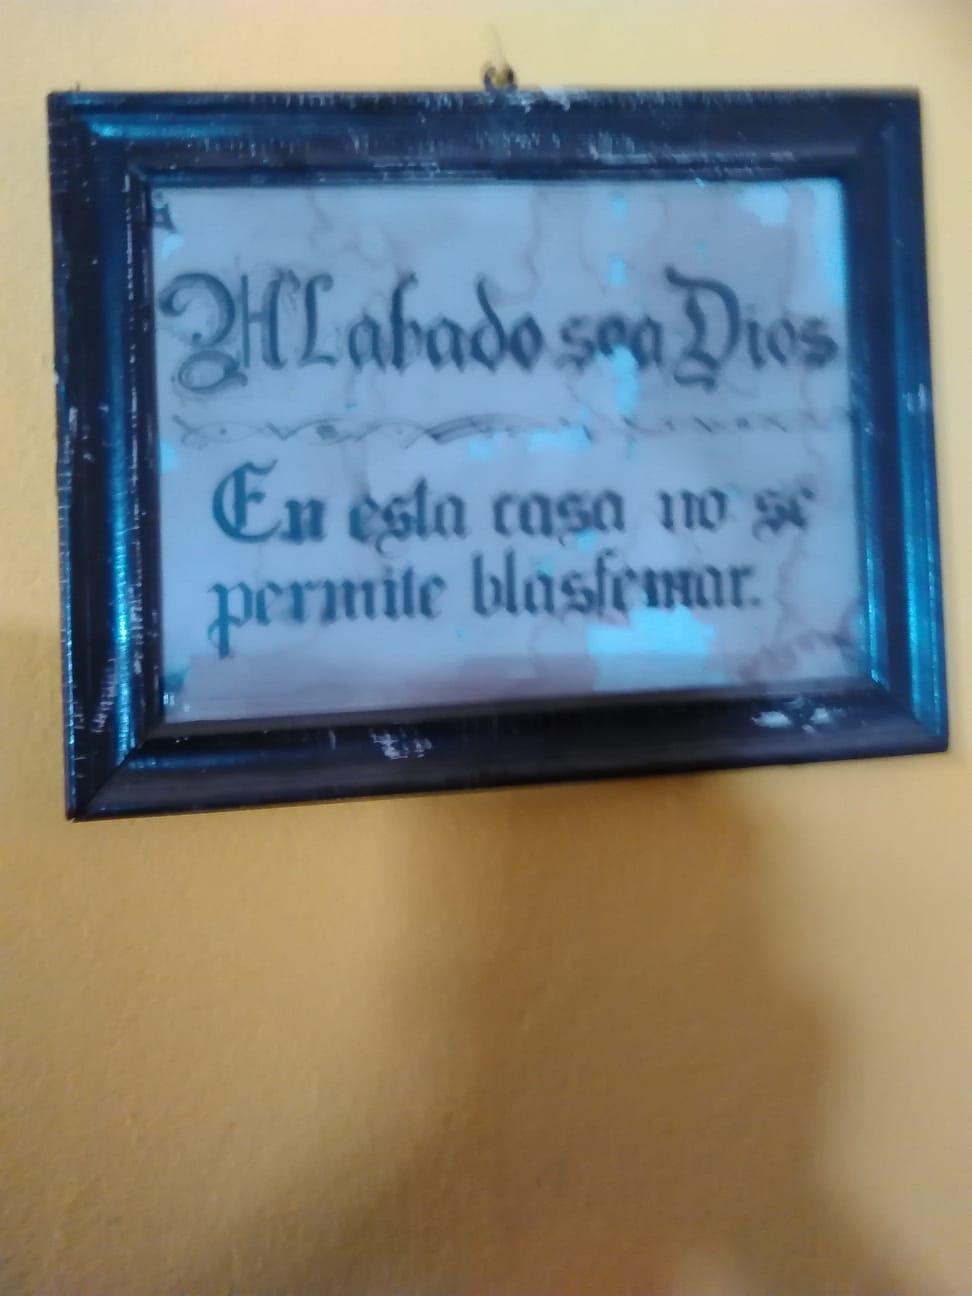 Alabado sea Dios
En esta casa no se
permite blasfemar.